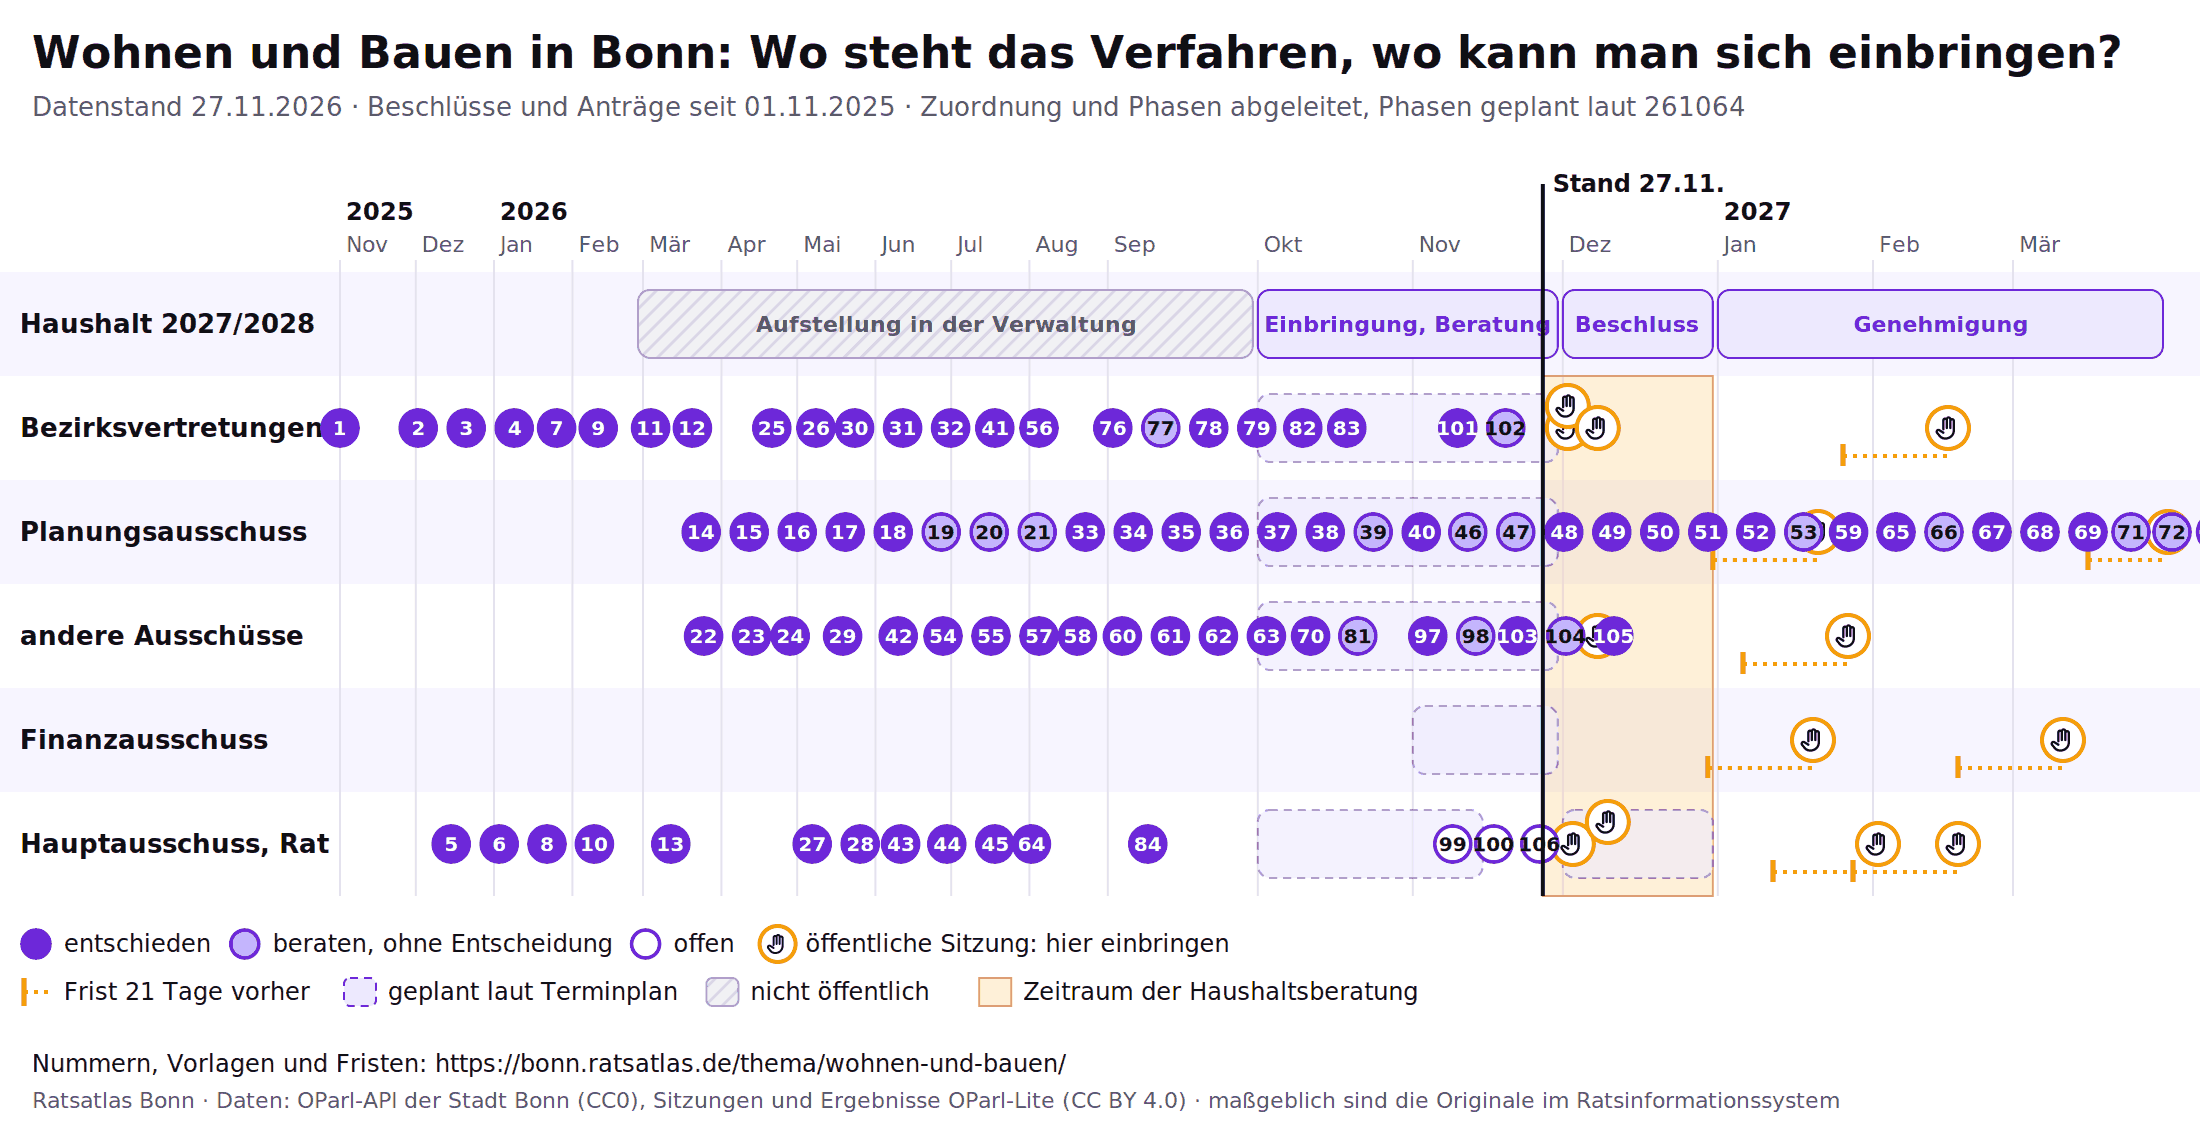 Wohnen und Bauen in Bonn: Wo steht das Verfahren, wo kann man sich einbringen?
Datenstand 27.11.2026 · Beschlüsse und Anträge seit 01.11.2025 · Zuordnung und Phasen abgeleitet, Phasen geplant laut 261064
Stand 27.11.
2025 2026 2027
Nov Dez Jan Feb Mär Apr Mai Jun Jul Aug Sep Okt Nov Dez Jan Feb Mär
Haushalt 2027/2028 Aufstellung in der Verwaltung Einbringung, Beratung Beschluss Genehmigung
Bezirksvertretungen 1 2 3 4 7 9 11 12 25 26 30 31 32 41 56 76 77 78 79 82 83 101 102
Planungsausschuss 14 15 16 17 18 19 20 21 33 34 35 36 37 38 39 40 46 47 48 49 50 51 52 53 59 65 66 67 68 69 71 72
andere Ausschüsse 22 23 24 29 42 54 55 57 58 60 61 62 63 70 81 97 98 103 104 105
Finanzausschuss
Hauptausschuss, Rat 5 6 8 10 13 27 28 43 44 45 64 84 99 100 106
entschieden beraten, ohne Entscheidung offen öffentliche Sitzung: hier einbringen
Frist 21 Tage vorher geplant laut Terminplan nicht öffentlich Zeitraum der Haushaltsberatung
Nummern, Vorlagen und Fristen: https://bonn.ratsatlas.de/thema/wohnen-und-bauen/
Ratsatlas Bonn · Daten: OParl-API der Stadt Bonn (CC0), Sitzungen und Ergebnisse OParl-Lite (CC BY 4.0) · maßgeblich sind die Originale im Ratsinformationssystem